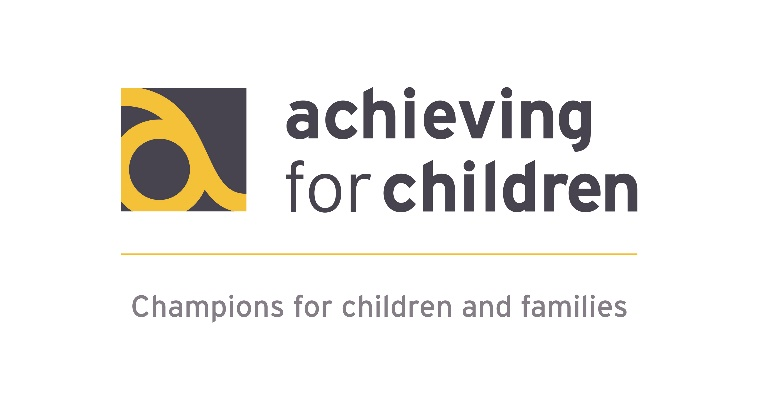 achieving
for children
Champions for children and families